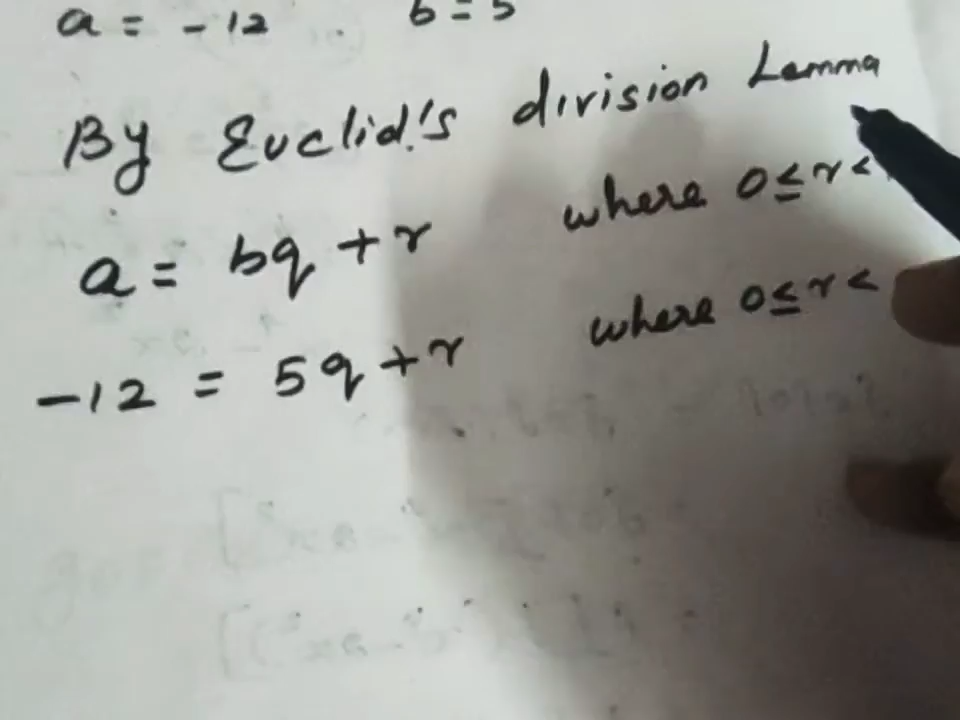 a = -12 b = 5
By Euclid's division Lemma
a = bq + r where 0 ≤ r <
-12 = 5q + r where 0 ≤ r <